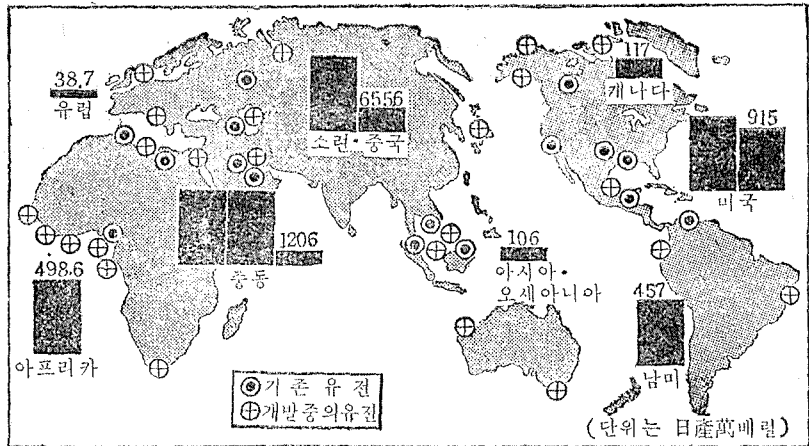 38.7
유럽
6556
소련·중국
117
캐나다
915
미국
1206
중동
106
아시아·
오세아니아
498.6
아프리카
457
남미
기존 유전
개발중의유전
(단위는 日産萬베럴)